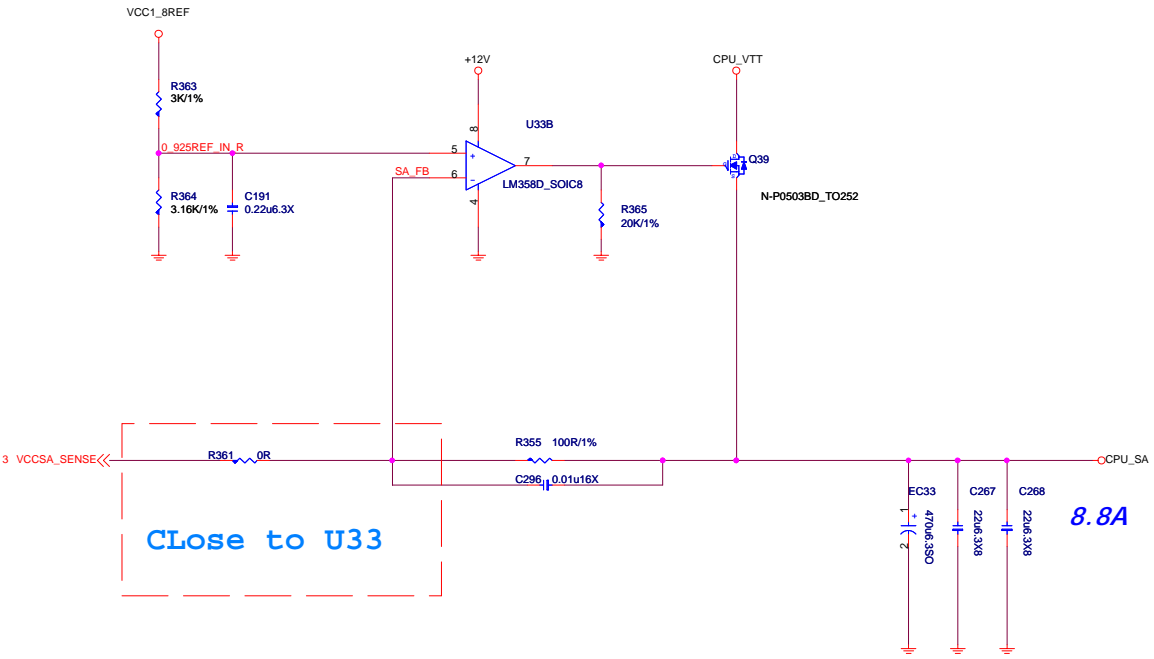 VCC1_8REF
R363
3K/1%
+12V
CPU_VTT
8
U33B
0_925REF_IN_R
5
+
7
Q39
SA_FB
6
-
LM358D_SOIC8
R364
3.16K/1%
C191
0.22u6.3X
4
N-P0503BD_TO252
R365
20K/1%
R355 100R/1%
3 VCCSA_SENSE
R361 0R
CPU_SA
C296 0.01u16X
EC33
C267
C268
1
+
470u6.3SO
2
22u6.3X8
22u6.3X8
8.8A
CLose to U33